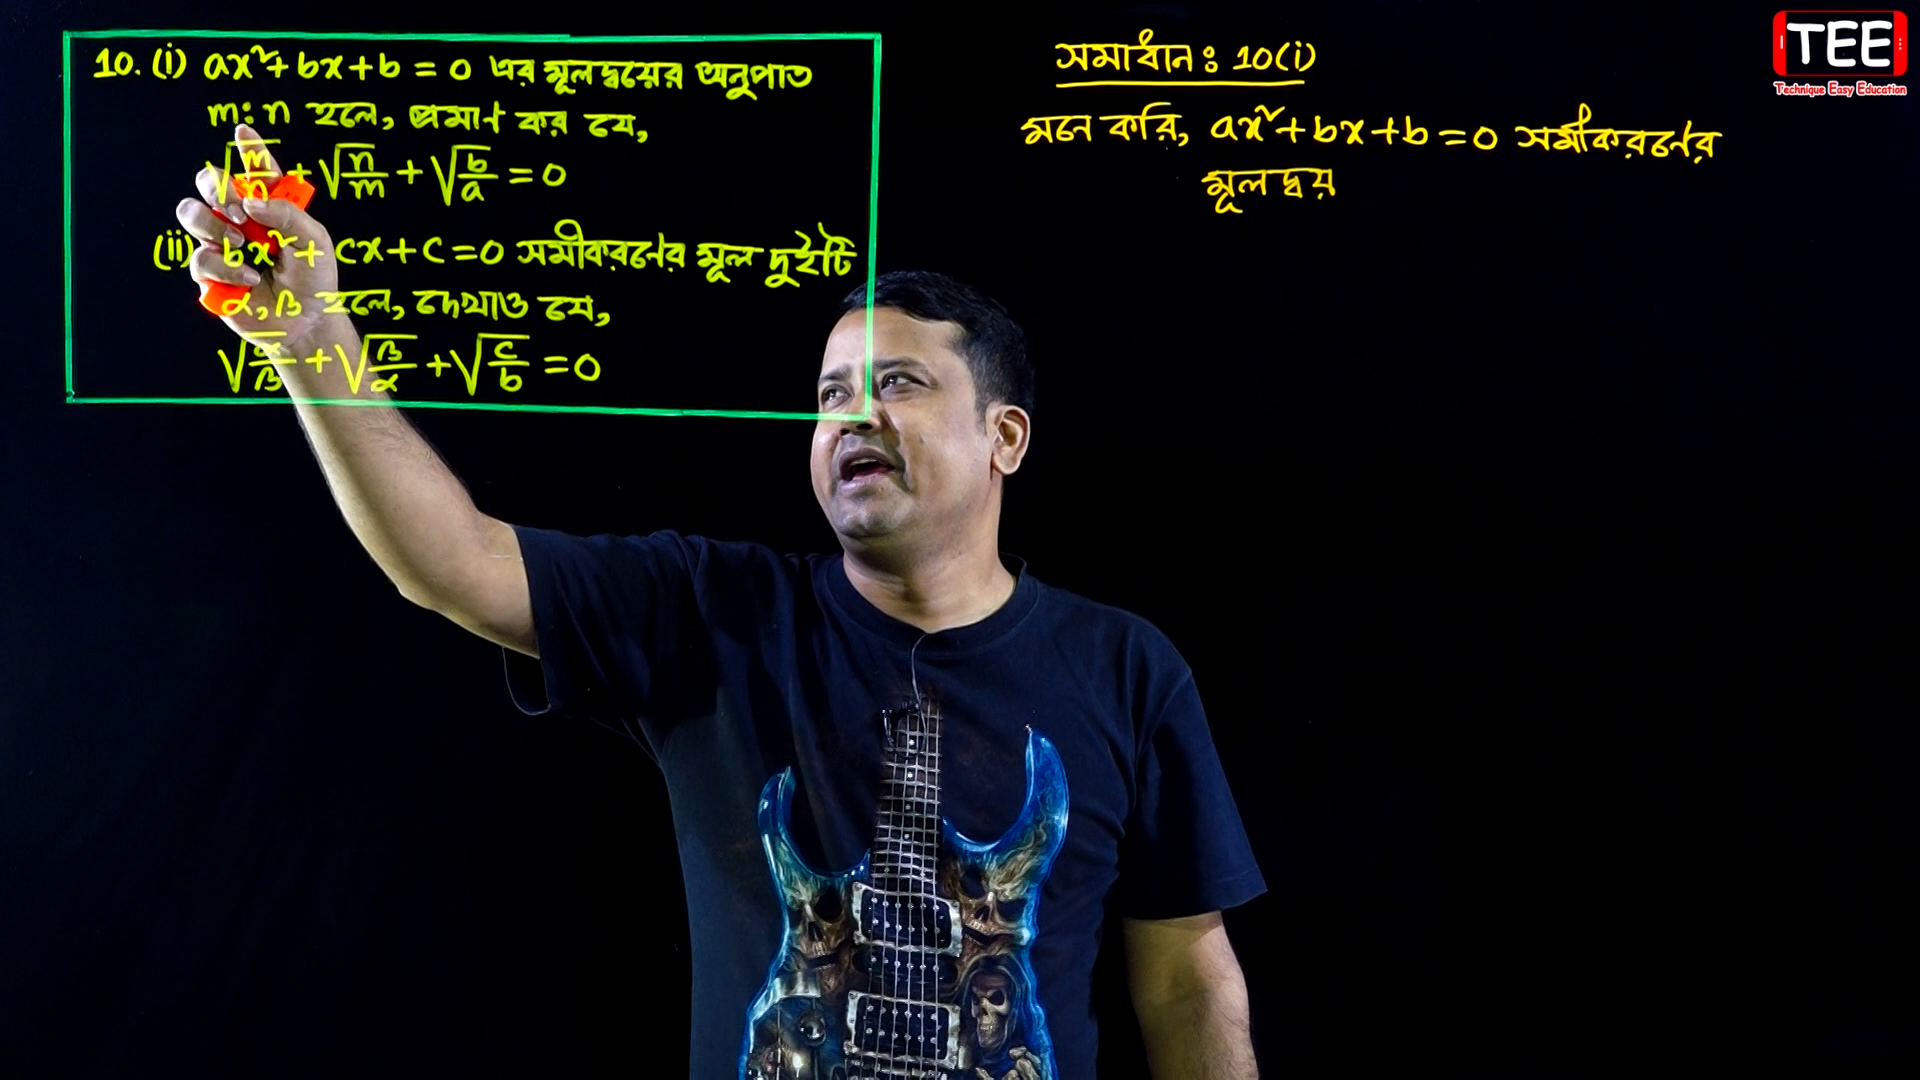 10. (i) ax²+ bx + b = 0 এর মূলদ্বয়ের অনুপাত
m:n হলে, প্রমাণ কর যে,
√(m/n) + √(n/m) + √(b/a) = 0
(ii) bx² + cx + c = 0 সমীকরণের মূল দুইটি
α, β হলে, দেখাও যে,
√(α/β) + √(β/α) + √(c/b) = 0
সমাধান : 10(i)
মনে করি, ax² + bx + b = 0 সমীকরণের
মূলদ্বয়
TEE
Technique Easy Education